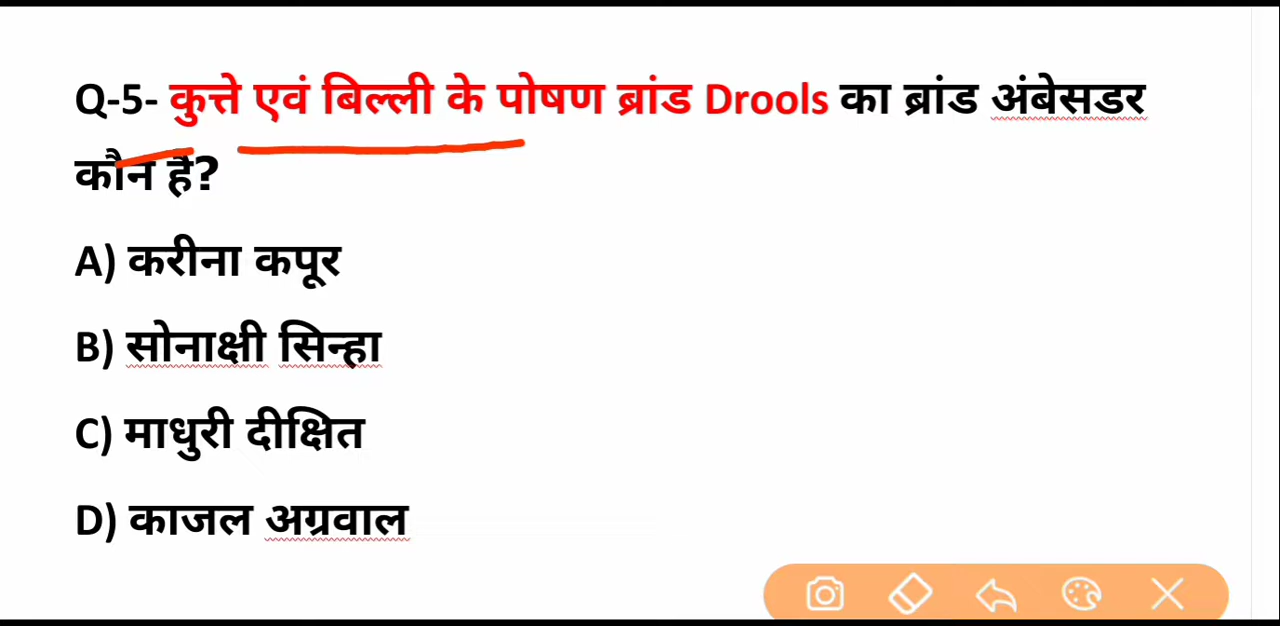 Q-5- कुत्ते एवं बिल्ली के पोषण ब्रांड Drools का ब्रांड अंबेसडर
कौन है?
A) करीना कपूर
B) सोनाक्षी सिन्हा
C) माधुरी दीक्षित
D) काजल अग्रवाल